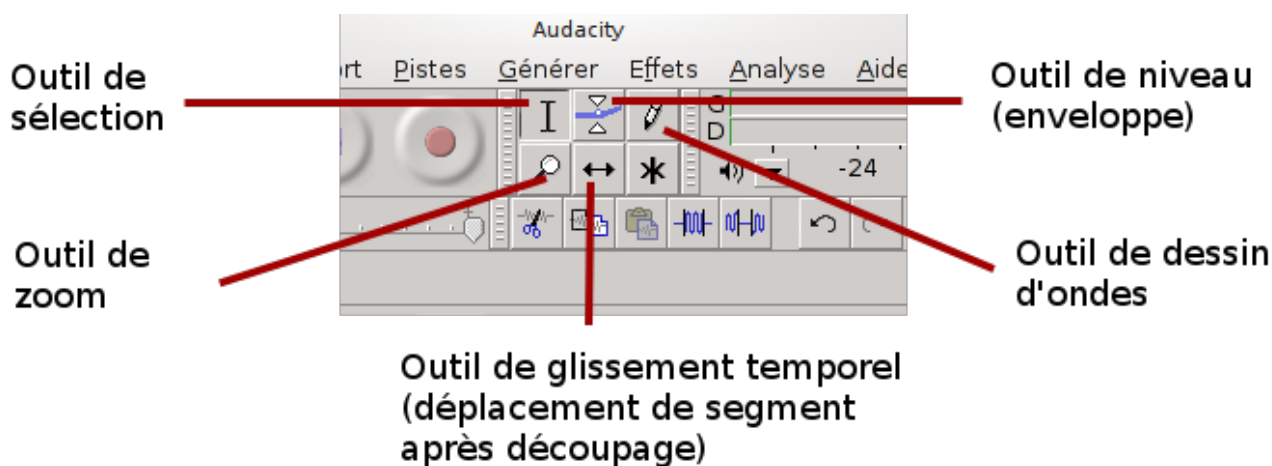 Audacity
rt Pistes Générer Effets Analyse Aide
Outil de
sélection
Outil de niveau
(enveloppe)
G
D
-24
Outil de
zoom
Outil de dessin
d'ondes
Outil de glissement temporel
(déplacement de segment
après découpage)